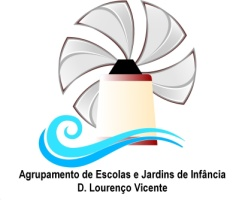 Agrupamento de Escolas e Jardins de Infância
D. Lourenço Vicente